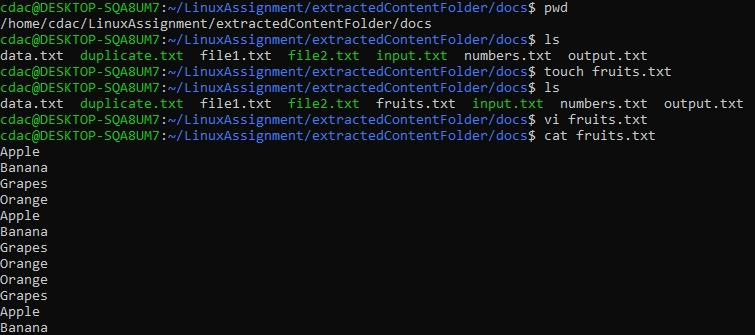 cdac@DESKTOP-SQA8UM7:~/LinuxAssignment/extractedContentFolder/docs$ pwd
/home/cdac/LinuxAssignment/extractedContentFolder/docs
cdac@DESKTOP-SQA8UM7:~/LinuxAssignment/extractedContentFolder/docs$ ls
data.txt  duplicate.txt  file1.txt  file2.txt  input.txt  numbers.txt  output.txt
cdac@DESKTOP-SQA8UM7:~/LinuxAssignment/extractedContentFolder/docs$ touch fruits.txt
cdac@DESKTOP-SQA8UM7:~/LinuxAssignment/extractedContentFolder/docs$ ls
data.txt  duplicate.txt  file1.txt  file2.txt  fruits.txt  input.txt  numbers.txt  output.txt
cdac@DESKTOP-SQA8UM7:~/LinuxAssignment/extractedContentFolder/docs$ vi fruits.txt
cdac@DESKTOP-SQA8UM7:~/LinuxAssignment/extractedContentFolder/docs$ cat fruits.txt
Apple
Banana
Grapes
Orange
Apple
Banana
Grapes
Orange
Orange
Grapes
Apple
Banana